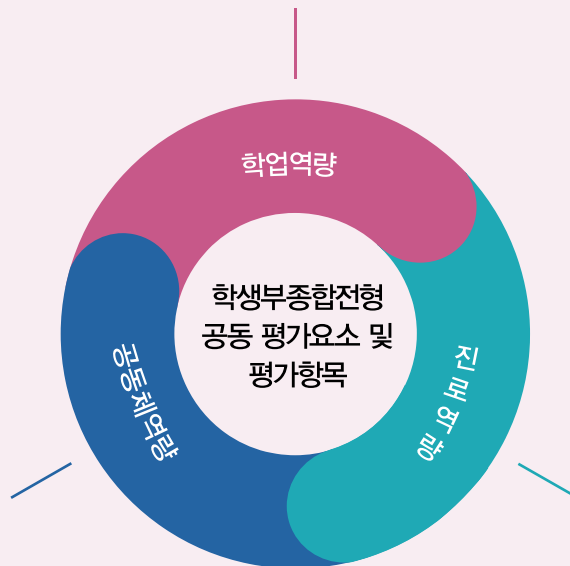 학업역량
학생부종합전형
공동 평가요소 및
평가항목
공동체역량
진로역량